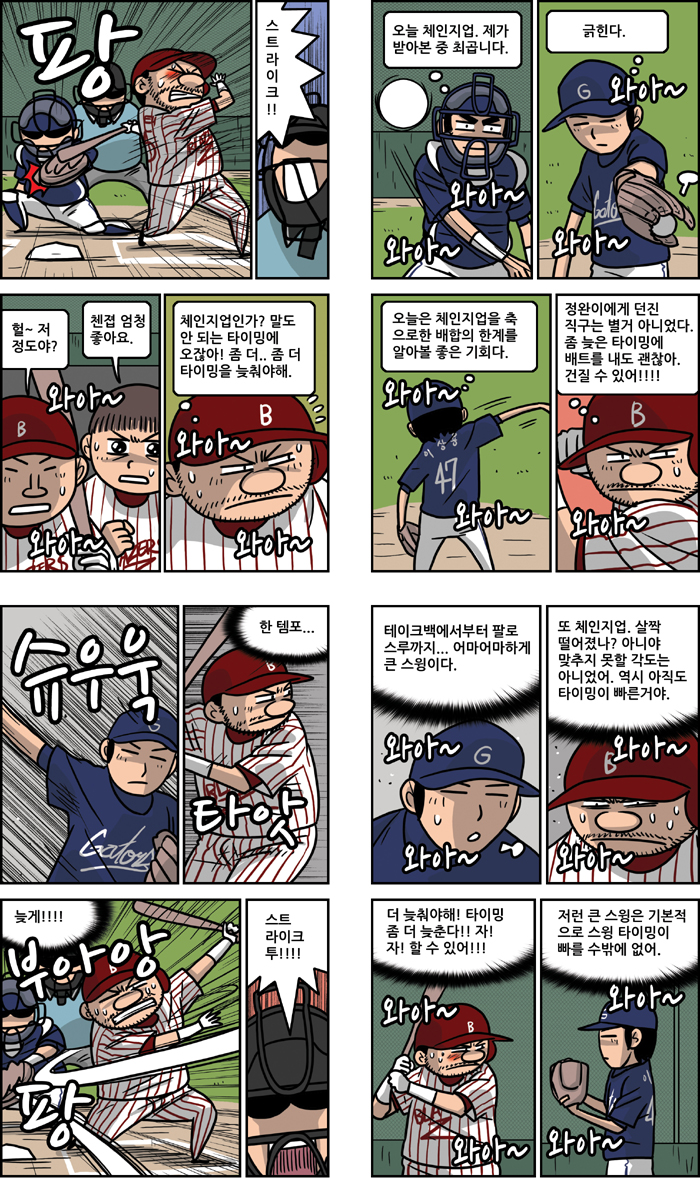 팡
스
트
라
이
크
!!
BLAZ
오늘 체인지업. 제가
받아본 중 최곱니다.
와아~
와아~
긁힌다.
와아~
G
Gators
와아~
헐~ 저
정도야?
첸접 엄청
좋아요.
와아~
B
와아~
ZERS
ZERS
체인지업인가? 말도
안 되는 타이밍에
오잖아! 좀 더.. 좀 더
타이밍을 늦춰야해.
B
와아~
와아~
오늘은 체인지업을 축
으로한 배합의 한계를
알아볼 좋은 기회다.
와아~
이상용
47
와아~
정완이에게 던진
직구는 별거 아니었다.
좀 늦은 타이밍에
배트를 내도 괜찮아.
건질 수 있어!!!!
B
와아~
슈우욱
G
Gators
한 템포...
B
BL
타앗
테이크백에서부터 팔로
스루까지... 어마어마하게
큰 스윙이다.
와아~
G
와아~
또 체인지업. 살짝
떨어졌나? 아니야
맞추지 못할 각도는
아니었어. 역시 아직도
타이밍이 빠른거야.
와아~
B
와아~
늦게!!!!
부아앙
B
팡
스트
라이크
투!!!!
더 늦춰야해! 타이밍
좀 더 늦춘다!! 자!
자! 할 수 있어!!!
와아~
B
BLAZ
와아~
저런 큰 스윙은 기본적
으로 스윙 타이밍이
빠를 수밖에 없어.
와아~
G
이
4
와아~